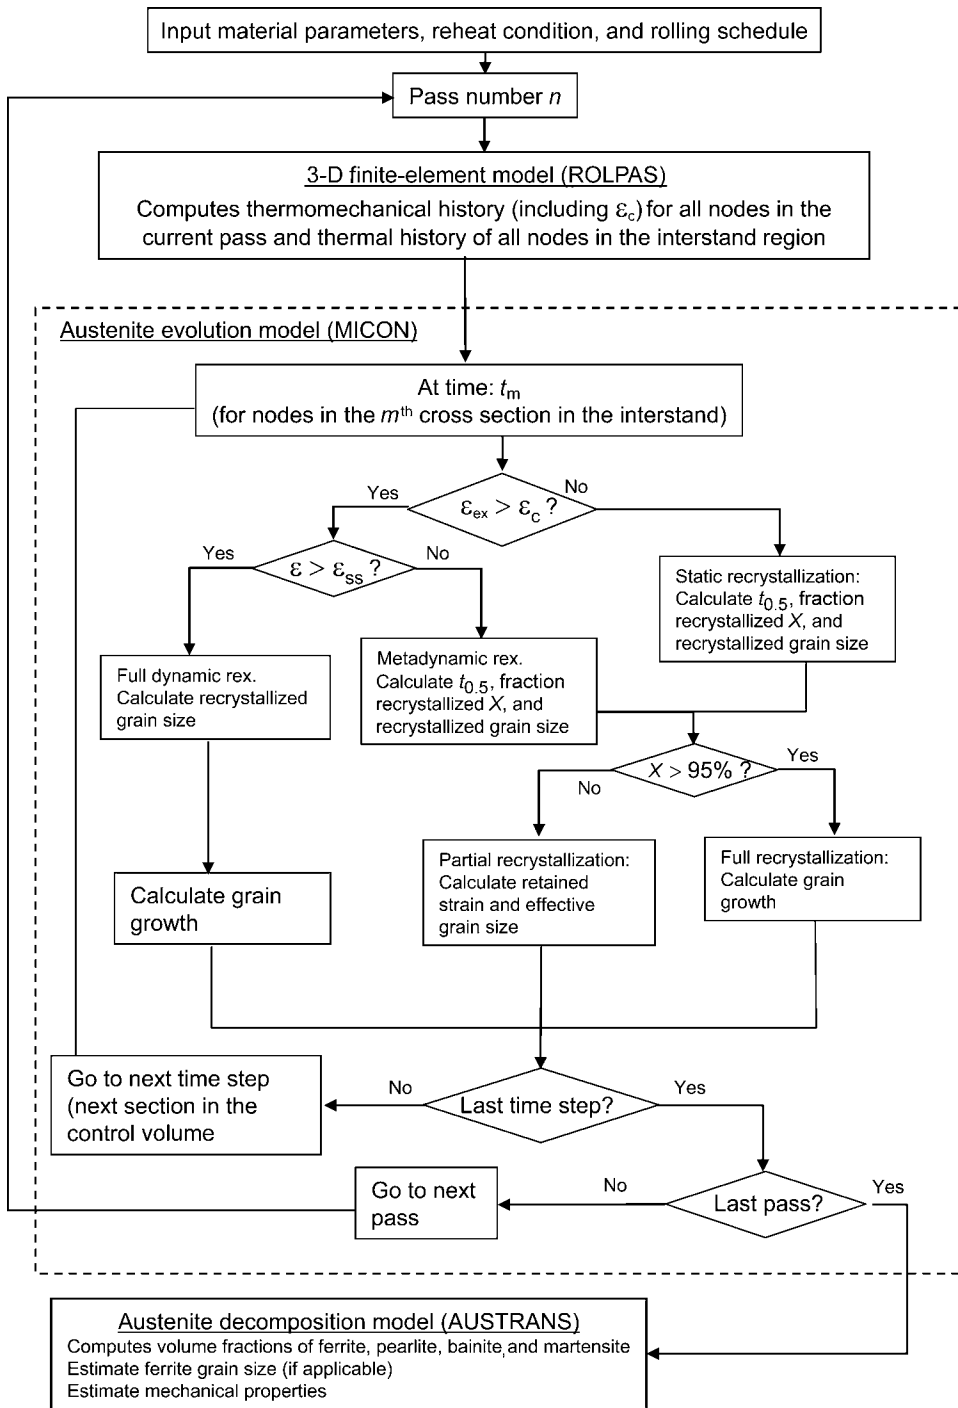 Input material parameters, reheat condition, and rolling schedule
Pass number n
3-D finite-element model (ROLPAS)
Computes thermomechanical history (including εc) for all nodes in the
current pass and thermal history of all nodes in the interstand region
Austenite evolution model (MICON)
At time: tm
(for nodes in the mth cross section in the interstand)
Yes
εex > εc ?
No
Yes
ε > εss ?
No
Static recrystallization:
Calculate t0.5, fraction
recrystallized X, and
recrystallized grain size
Full dynamic rex.
Calculate recrystallized
grain size
Metadynamic rex.
Calculate t0.5, fraction
recrystallized X, and
recrystallized grain size
X > 95% ?
Yes
No
Calculate grain
growth
Partial recrystallization:
Calculate retained
strain and effective
grain size
Full recrystallization:
Calculate grain
growth
Go to next time step
(next section in the
control volume
No
Last time step?
Yes
Go to next
pass
No
Last pass?
Yes
Austenite decomposition model (AUSTRANS)
Computes volume fractions of ferrite, pearlite, bainite, and martensite
Estimate ferrite grain size (if applicable)
Estimate mechanical properties